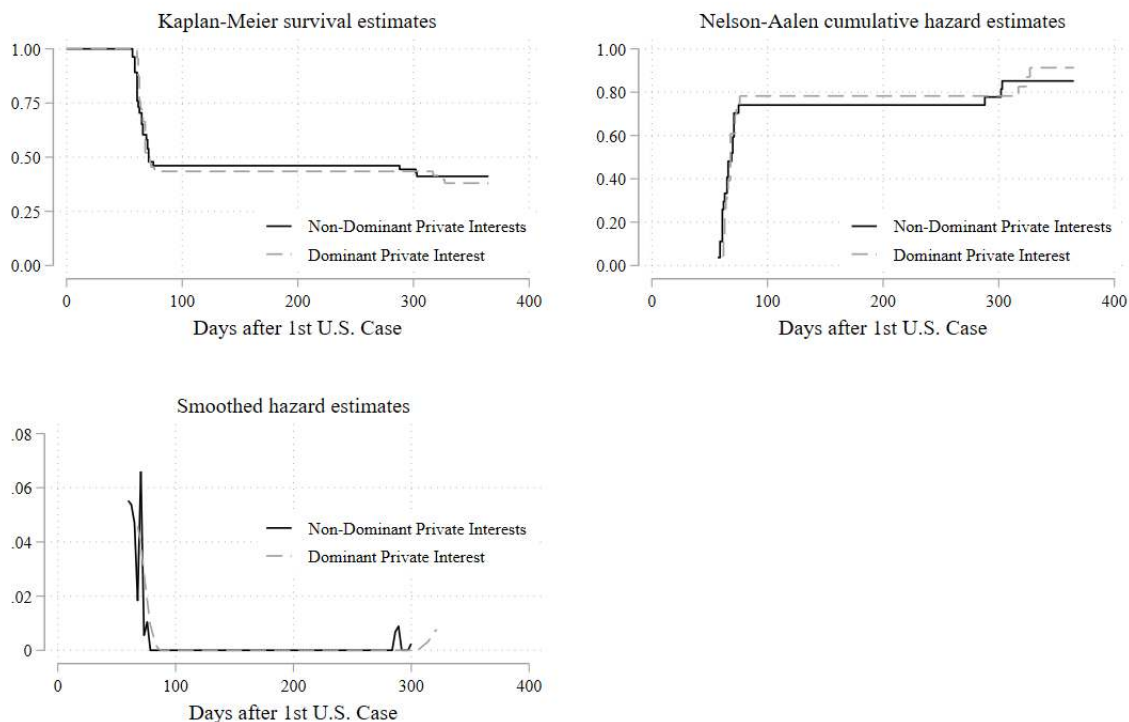 Kaplan-Meier survival estimates
1.00
0.75
0.50
0.25
0.00
Non-Dominant Private Interests
Dominant Private Interest
0 100 200 300 400
Days after 1st U.S. Case
Nelson-Aalen cumulative hazard estimates
1.00
0.80
0.60
0.40
0.20
0.00
Non-Dominant Private Interests
Dominant Private Interest
0 100 200 300 400
Days after 1st U.S. Case
Smoothed hazard estimates
.08
.06
.04
.02
0
Non-Dominant Private Interests
Dominant Private Interest
0 100 200 300 400
Days after 1st U.S. Case